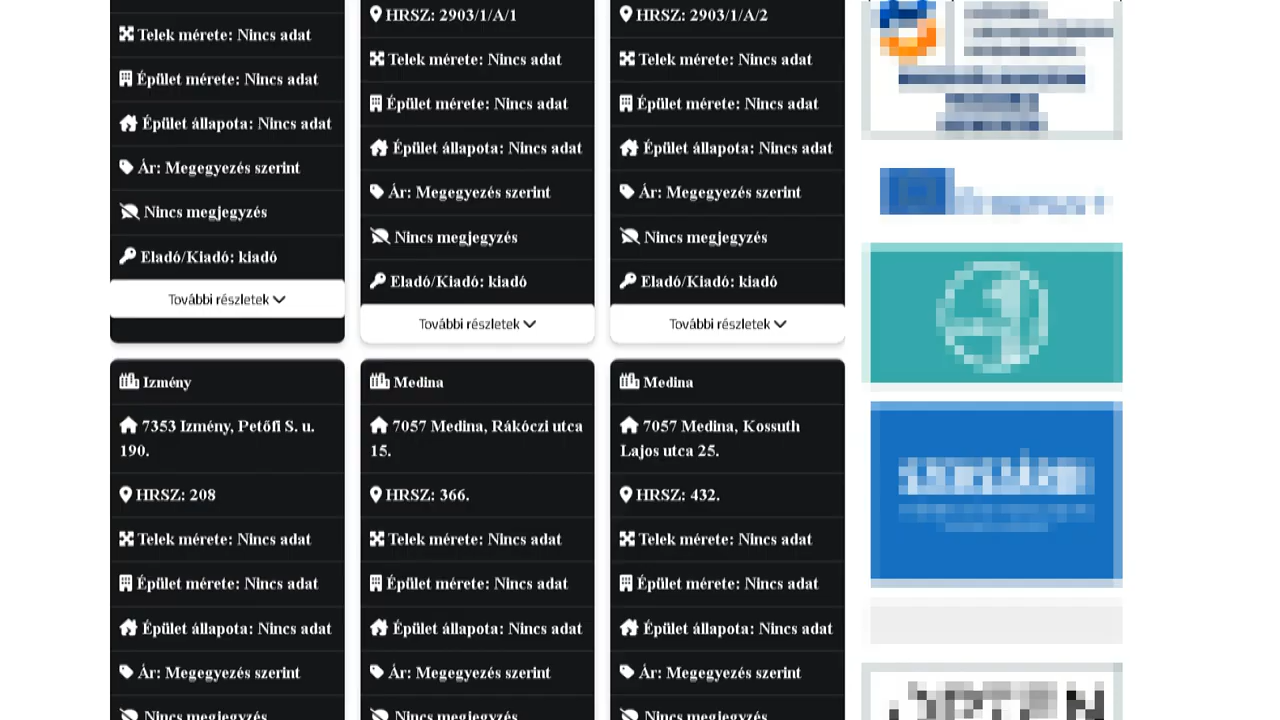 Telek mérete: Nincs adat
Épület mérete: Nincs adat
Épület állapota: Nincs adat
Ár: Megegyezés szerint
Nincs megjegyzés
Eladó/Kiadó: kiadó
További részletek
HRSZ: 2903/1/A/1
Telek mérete: Nincs adat
Épület mérete: Nincs adat
Épület állapota: Nincs adat
Ár: Megegyezés szerint
Nincs megjegyzés
Eladó/Kiadó: kiadó
További részletek
HRSZ: 2903/1/A/2
Telek mérete: Nincs adat
Épület mérete: Nincs adat
Épület állapota: Nincs adat
Ár: Megegyezés szerint
Nincs megjegyzés
Eladó/Kiadó: kiadó
További részletek
Izmény
7353 Izmény, Petőfi S. u.
190.
HRSZ: 208
Telek mérete: Nincs adat
Épület mérete: Nincs adat
Épület állapota: Nincs adat
Ár: Megegyezés szerint
Nincs megjegyzés
Medina
7057 Medina, Rákóczi utca
15.
HRSZ: 366.
Telek mérete: Nincs adat
Épület mérete: Nincs adat
Épület állapota: Nincs adat
Ár: Megegyezés szerint
Nincs megjegyzés
Medina
7057 Medina, Kossuth
Lajos utca 25.
HRSZ: 432.
Telek mérete: Nincs adat
Épület mérete: Nincs adat
Épület állapota: Nincs adat
Ár: Megegyezés szerint
Nincs megjegyzés